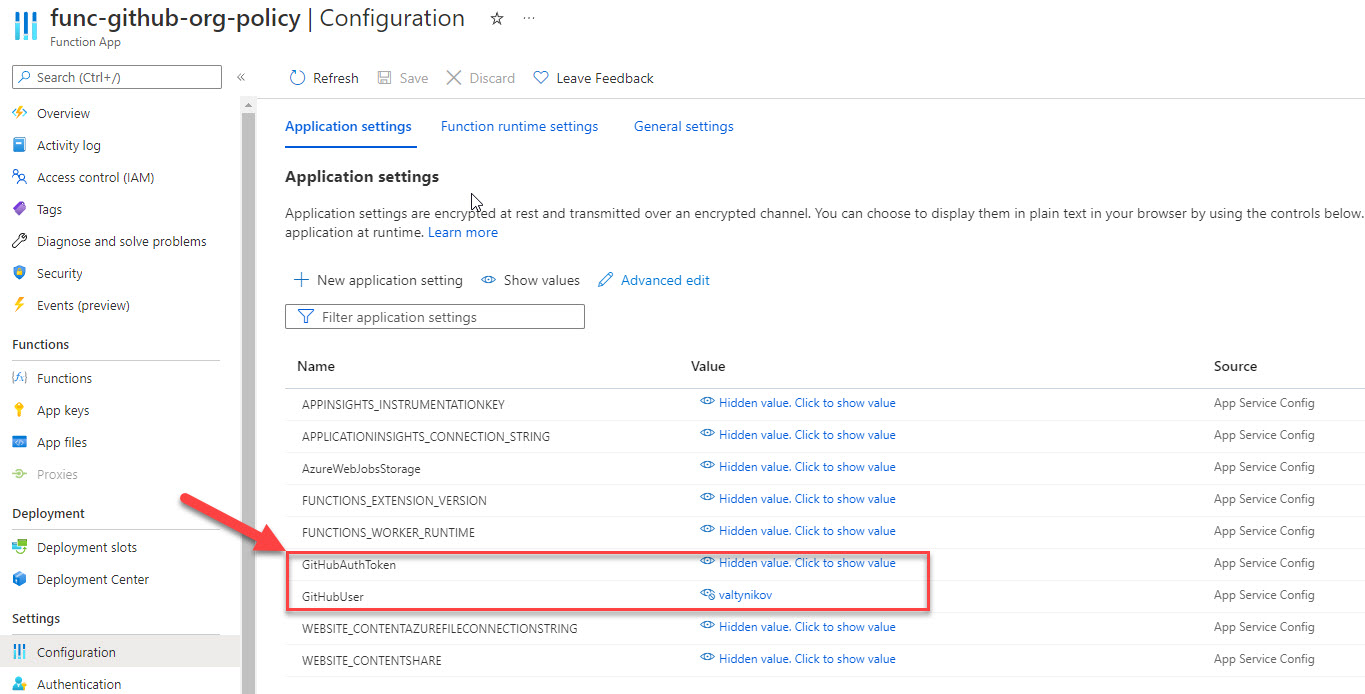 func-github-org-policy | Configuration ☆ ···
Function App
Search (Ctrl+/) «
Refresh Save Discard Leave Feedback
Overview
Activity log
Access control (IAM)
Tags
Diagnose and solve problems
Security
Events (preview)
Functions
Functions
App keys
App files
Proxies
Deployment
Deployment slots
Deployment Center
Settings
Configuration
Authentication
Application settings Function runtime settings General settings
Application settings
Application settings are encrypted at rest and transmitted over an encrypted channel. You can choose to display them in plain text in your browser by using the controls below.
application at runtime. Learn more
New application setting Show values Advanced edit
Filter application settings
Name Value Source
APPINSIGHTS_INSTRUMENTATIONKEY Hidden value. Click to show value App Service Config
APPLICATIONINSIGHTS_CONNECTION_STRING Hidden value. Click to show value App Service Config
AzureWebJobsStorage Hidden value. Click to show value App Service Config
FUNCTIONS_EXTENSION_VERSION Hidden value. Click to show value App Service Config
FUNCTIONS_WORKER_RUNTIME Hidden value. Click to show value App Service Config
GitHubAuthToken Hidden value. Click to show value App Service Config
GitHubUser valtynikov App Service Config
WEBSITE_CONTENTAZUREFILECONNECTIONSTRING Hidden value. Click to show value App Service Config
WEBSITE_CONTENTSHARE Hidden value. Click to show value App Service Config